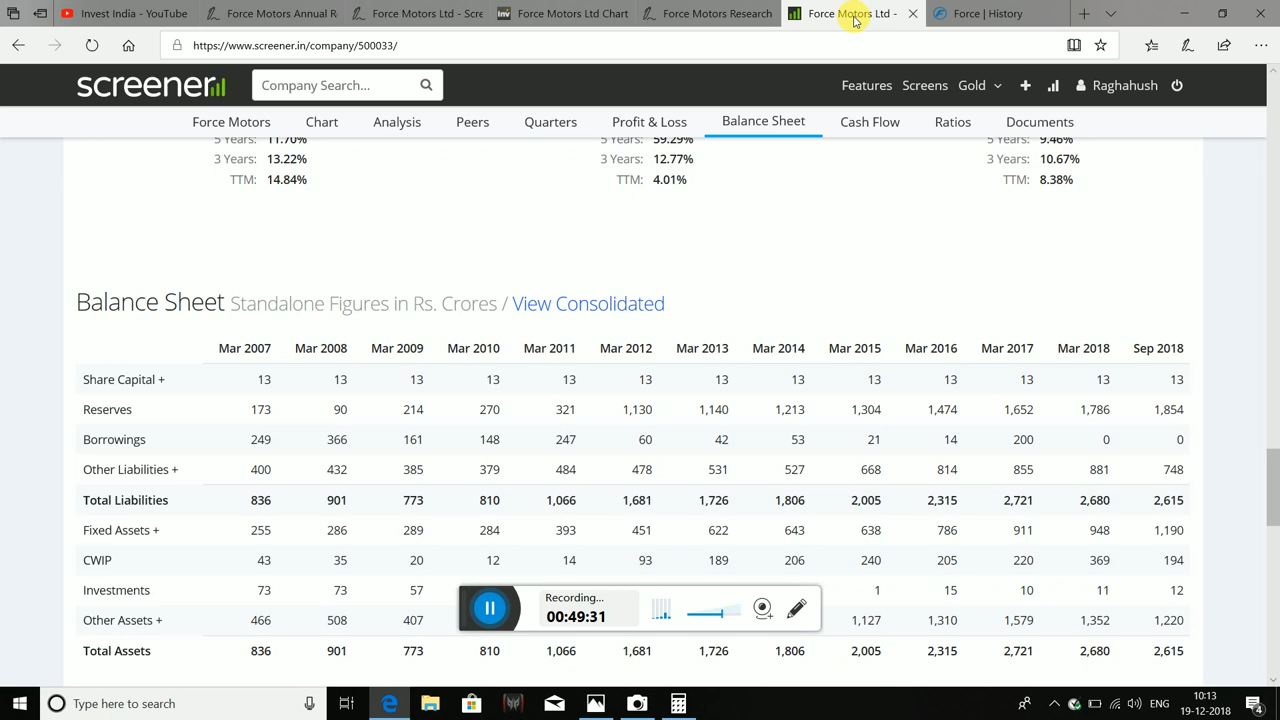 Invest India - YouTube Force Motors Annual R Force Motors Ltd - Scre Force Motors Ltd Chart Force Motors Research Force Motors Ltd - Force | History
https://www.screener.in/company/500033/
screener Company Search... Features Screens Gold Raghahush
Force Motors Chart Analysis Peers Quarters Profit & Loss Balance Sheet Cash Flow Ratios Documents
5 Years: 11.70% 5 Years: 59.29% 5 Years: 9.46%
3 Years: 13.22% 3 Years: 12.77% 3 Years: 10.67%
TTM: 14.84% TTM: 4.01% TTM: 8.38%
Balance Sheet Standalone Figures in Rs. Crores / View Consolidated
Mar 2007 Mar 2008 Mar 2009 Mar 2010 Mar 2011 Mar 2012 Mar 2013 Mar 2014 Mar 2015 Mar 2016 Mar 2017 Mar 2018 Sep 2018
Share Capital + 13 13 13 13 13 13 13 13 13 13 13 13 13
Reserves 173 90 214 270 321 1,130 1,140 1,213 1,304 1,474 1,652 1,786 1,854
Borrowings 249 366 161 148 247 60 42 53 21 14 200 0 0
Other Liabilities + 400 432 385 379 484 478 531 527 668 814 855 881 748
Total Liabilities 836 901 773 810 1,066 1,681 1,726 1,806 2,005 2,315 2,721 2,680 2,615
Fixed Assets + 255 286 289 284 393 451 622 643 638 786 911 948 1,190
CWIP 43 35 20 12 14 93 189 206 240 205 220 369 194
Investments 73 73 57 1 15 10 11 12
Other Assets + 466 508 407 1,127 1,310 1,579 1,352 1,220
Total Assets 836 901 773 810 1,066 1,681 1,726 1,806 2,005 2,315 2,721 2,680 2,615
Recording...
00:49:31
Type here to search
ENG
10:13
19-12-2018
4